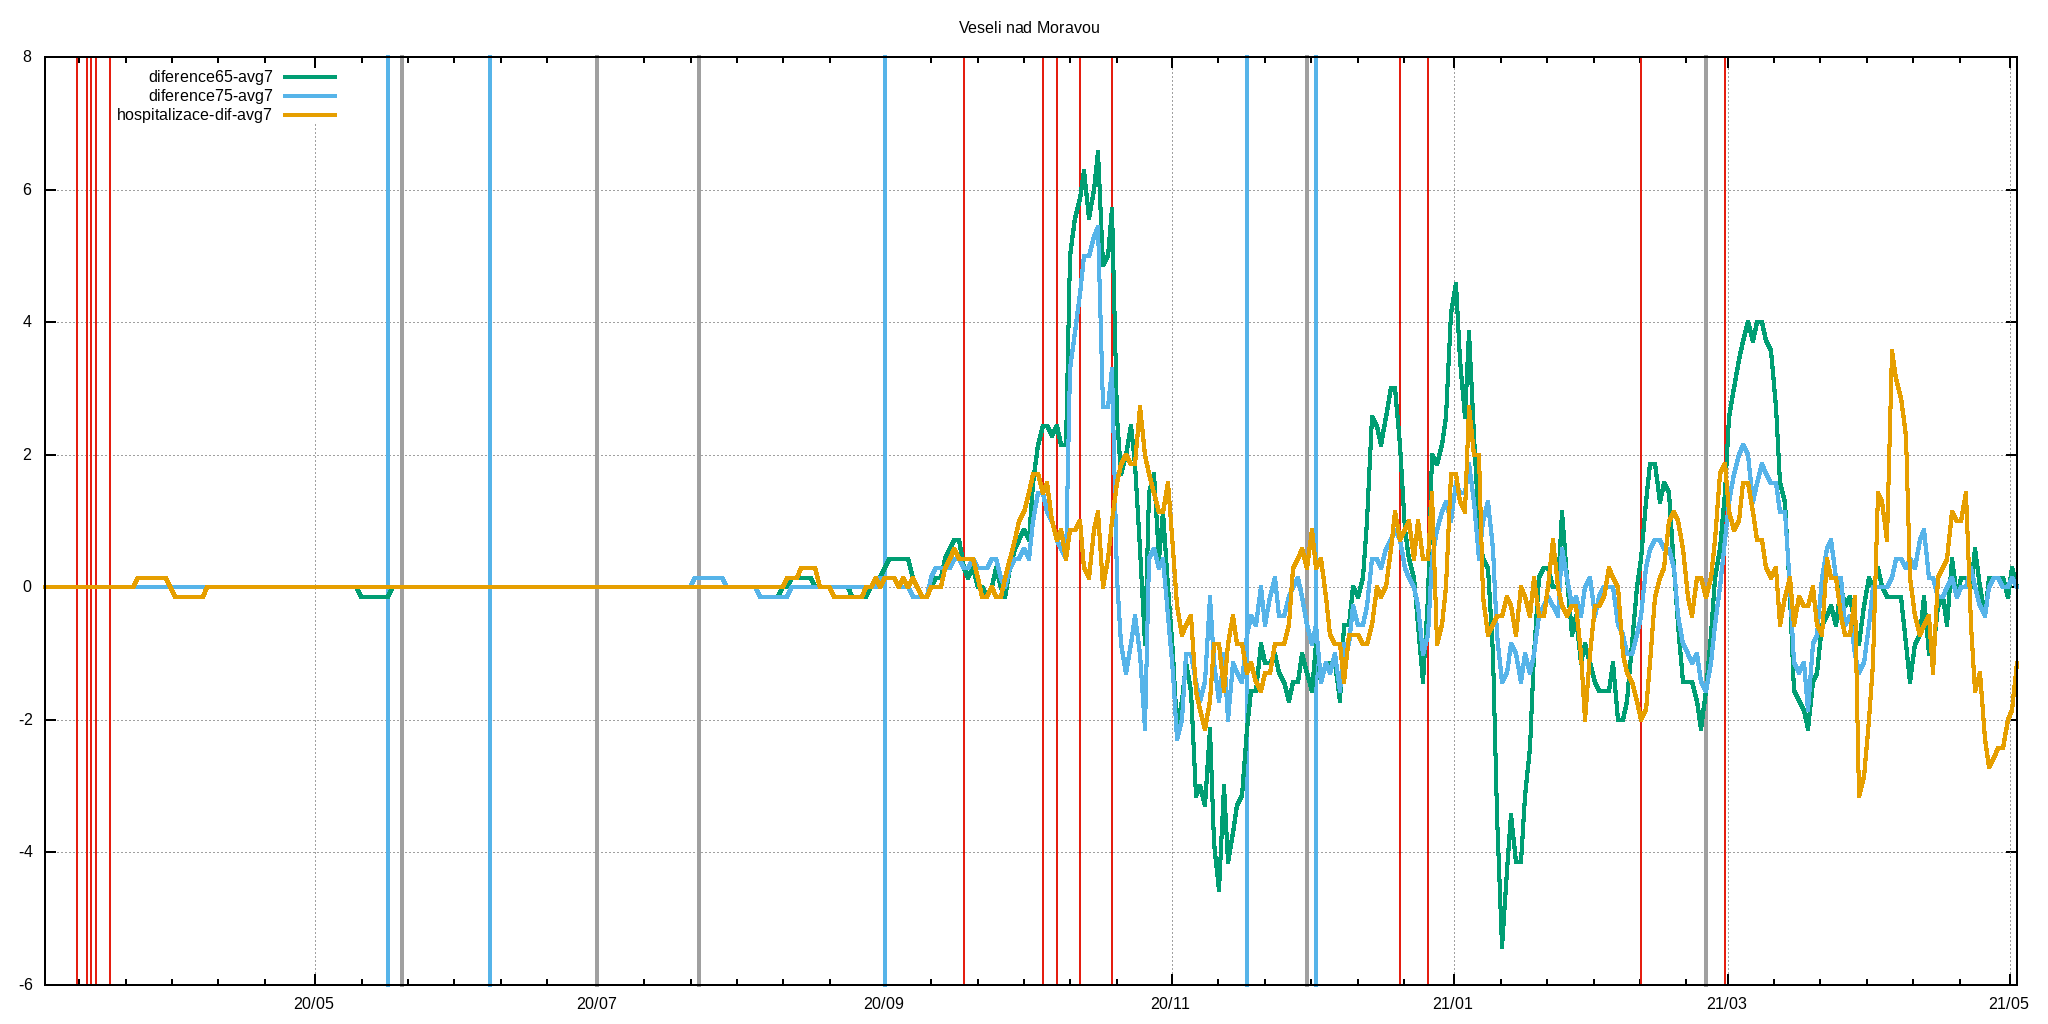 Veseli nad Moravou
8
diference65-avg7
diference75-avg7
hospitalizace-dif-avg7
6
4
2
0
-2
-4
-6
20/05 20/07 20/09 20/11 21/01 21/03 21/05